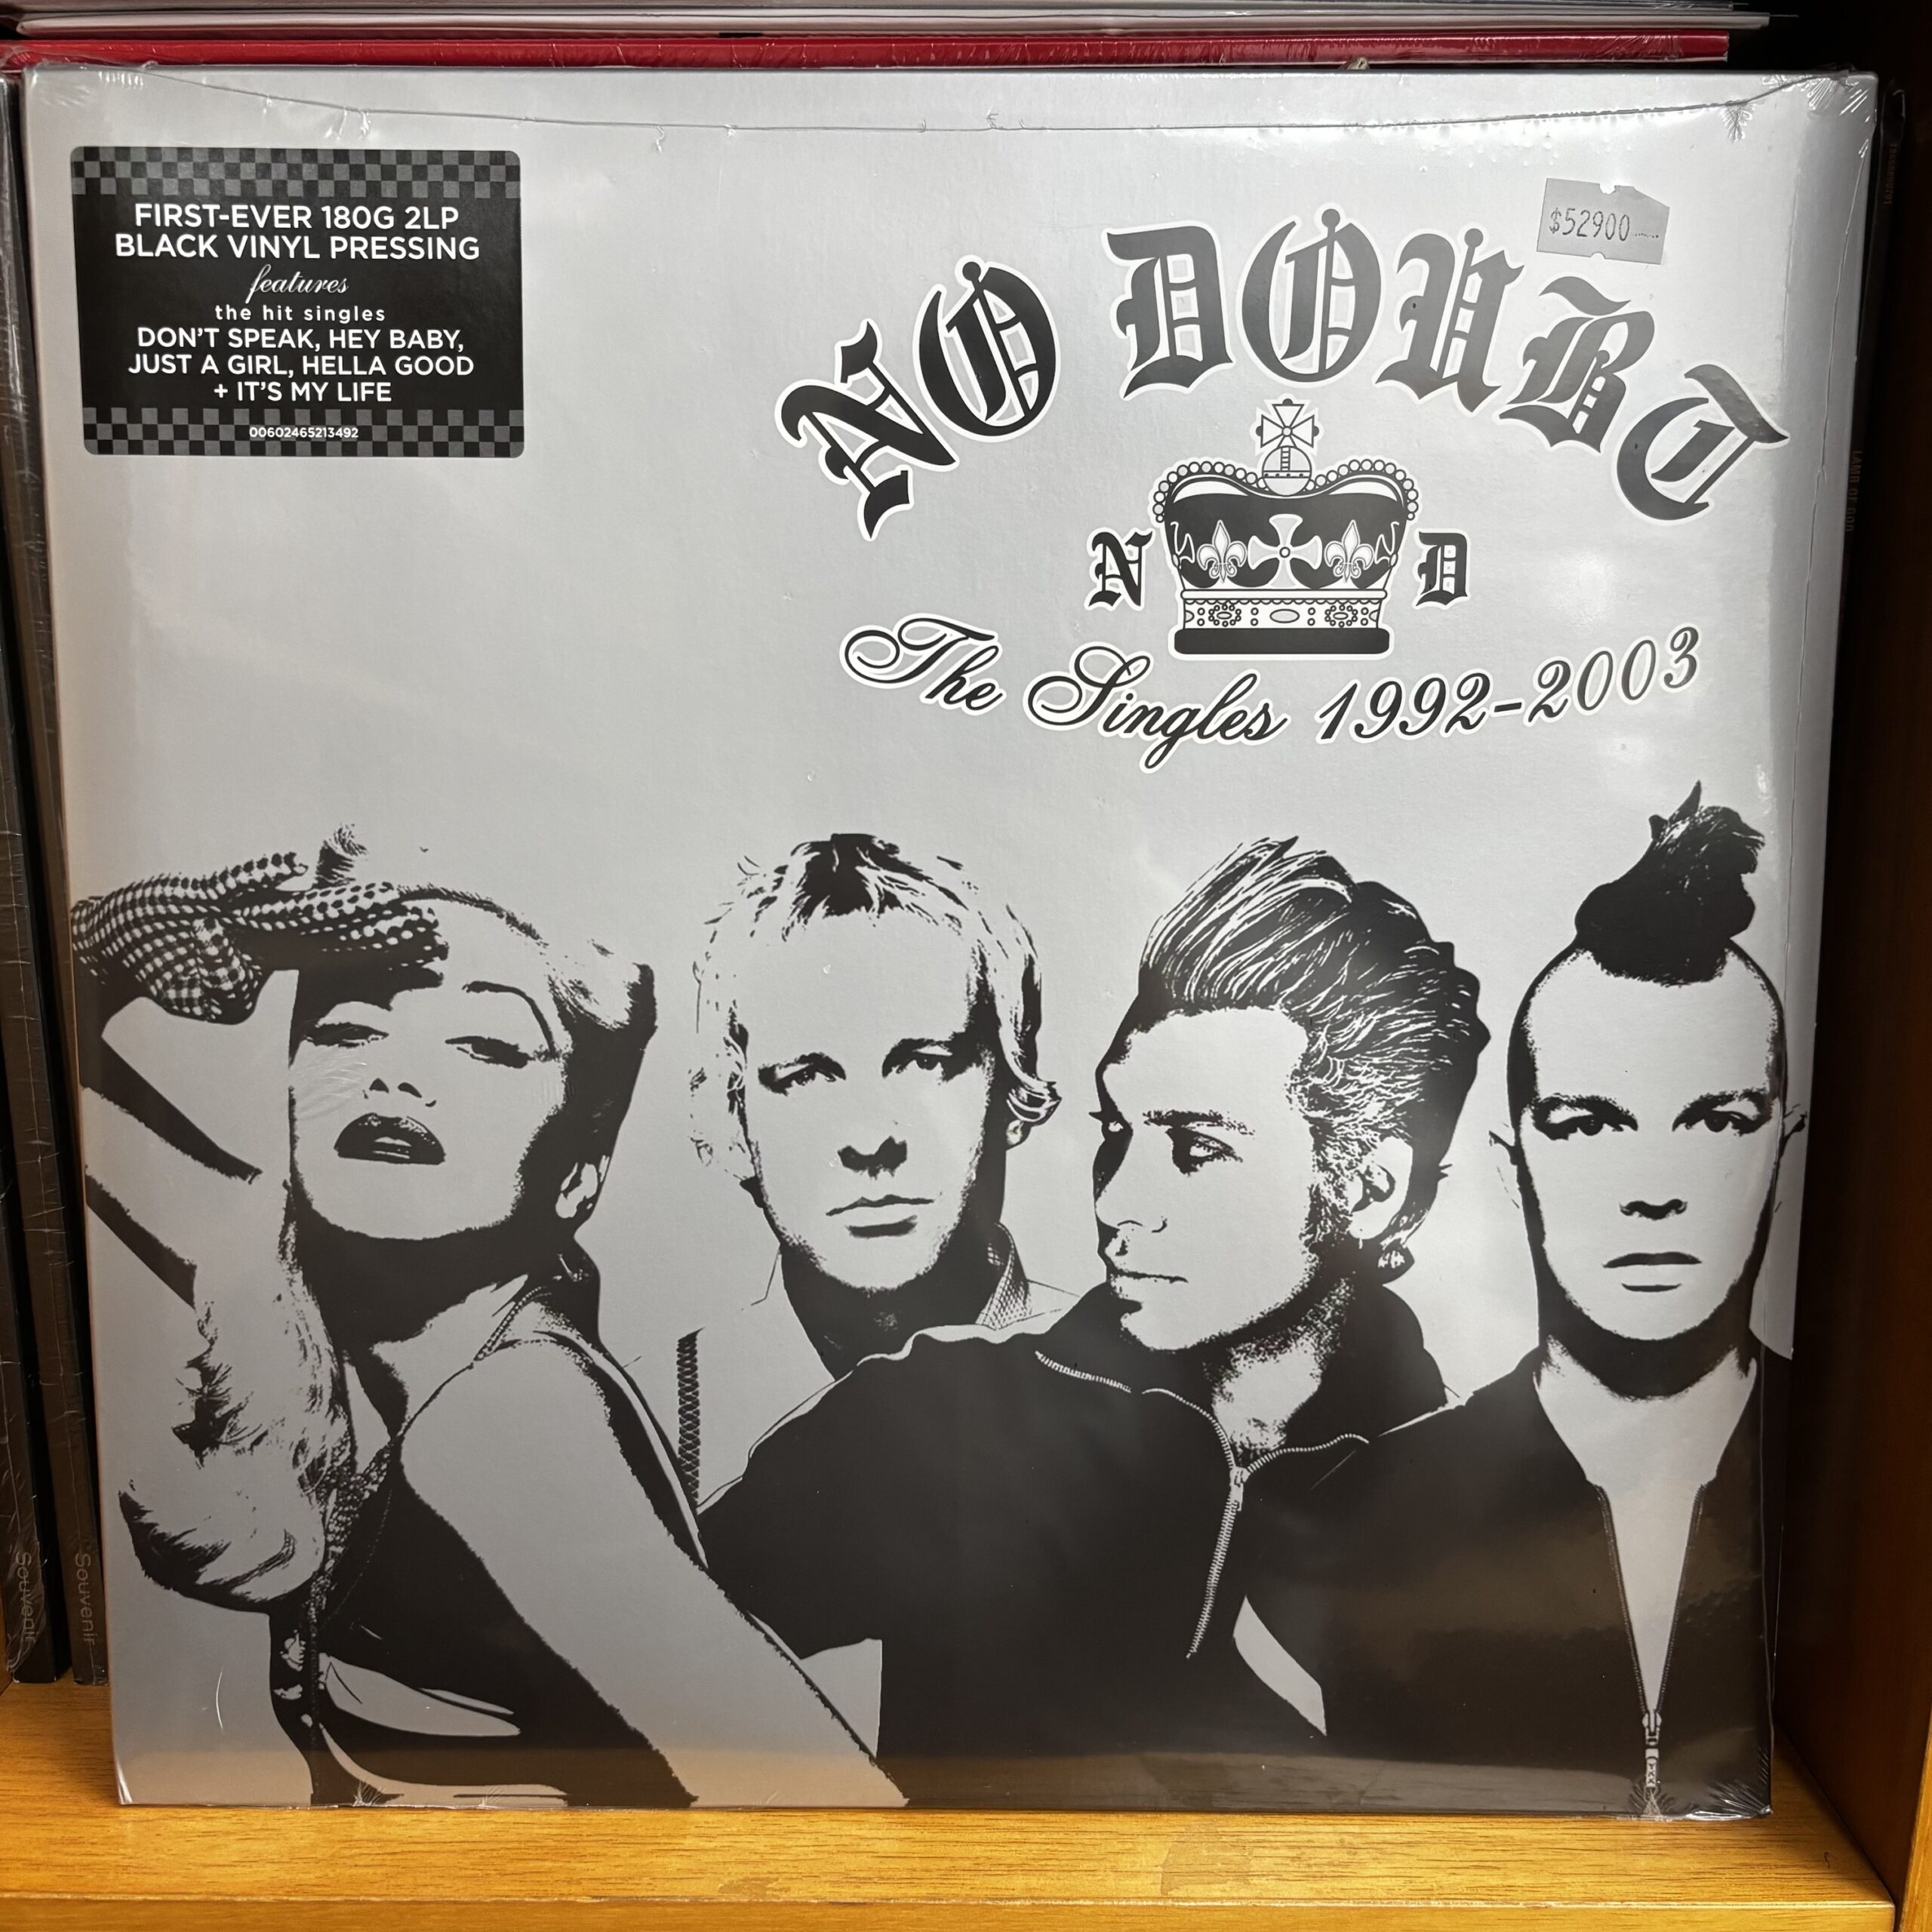 FIRST-EVER 180G 2LP
BLACK VINYL PRESSING
features
the hit singles
DON'T SPEAK, HEY BABY,
JUST A GIRL, HELLA GOOD
+ IT'S MY LIFE
00602465213492
$52900
NO DOUBT
N D
The Singles 1992-2003
Souvenir
Souvenir